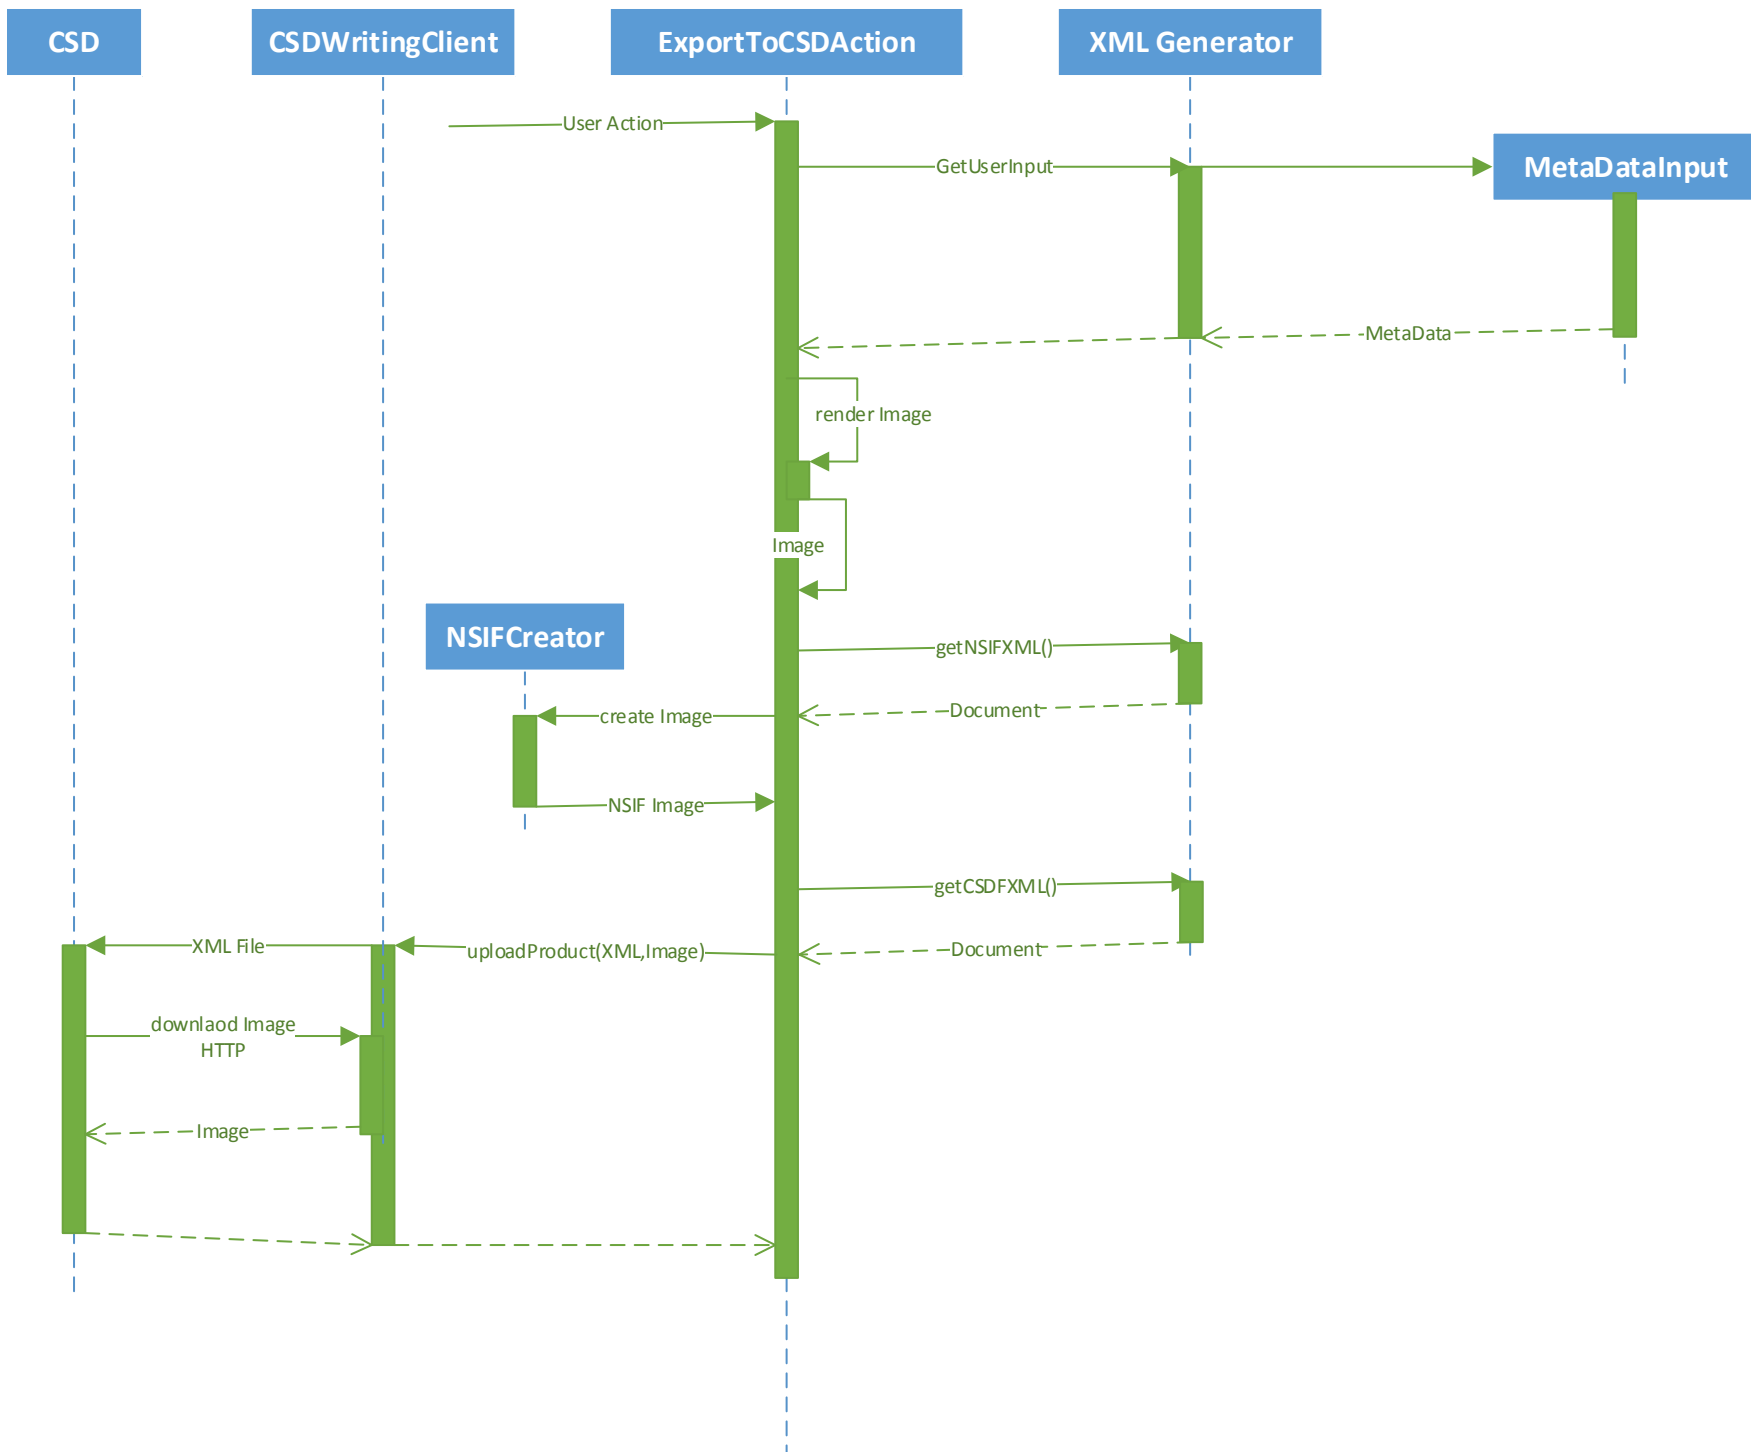 CSD
CSDWritingClient
ExportToCSDAction
XML Generator
User Action
GetUserInput
MetaDataInput
MetaData
render Image
Image
NSIFCreator
getNSIFXML()
Document
create Image
NSIF Image
getCSDFXML()
XML File
uploadProduct(XML,Image)
Document
downlaod Image
HTTP
Image